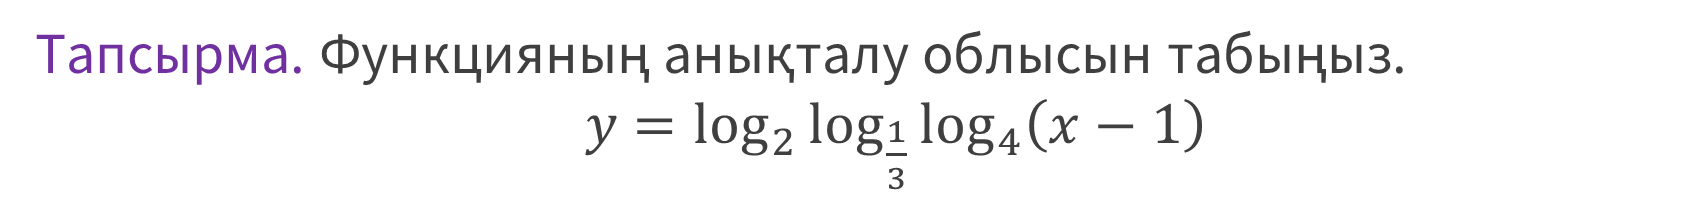 Тапсырма. Функцияның анықталу облысын табыңыз.
y = log₂ log_{1/3} log₄(x − 1)